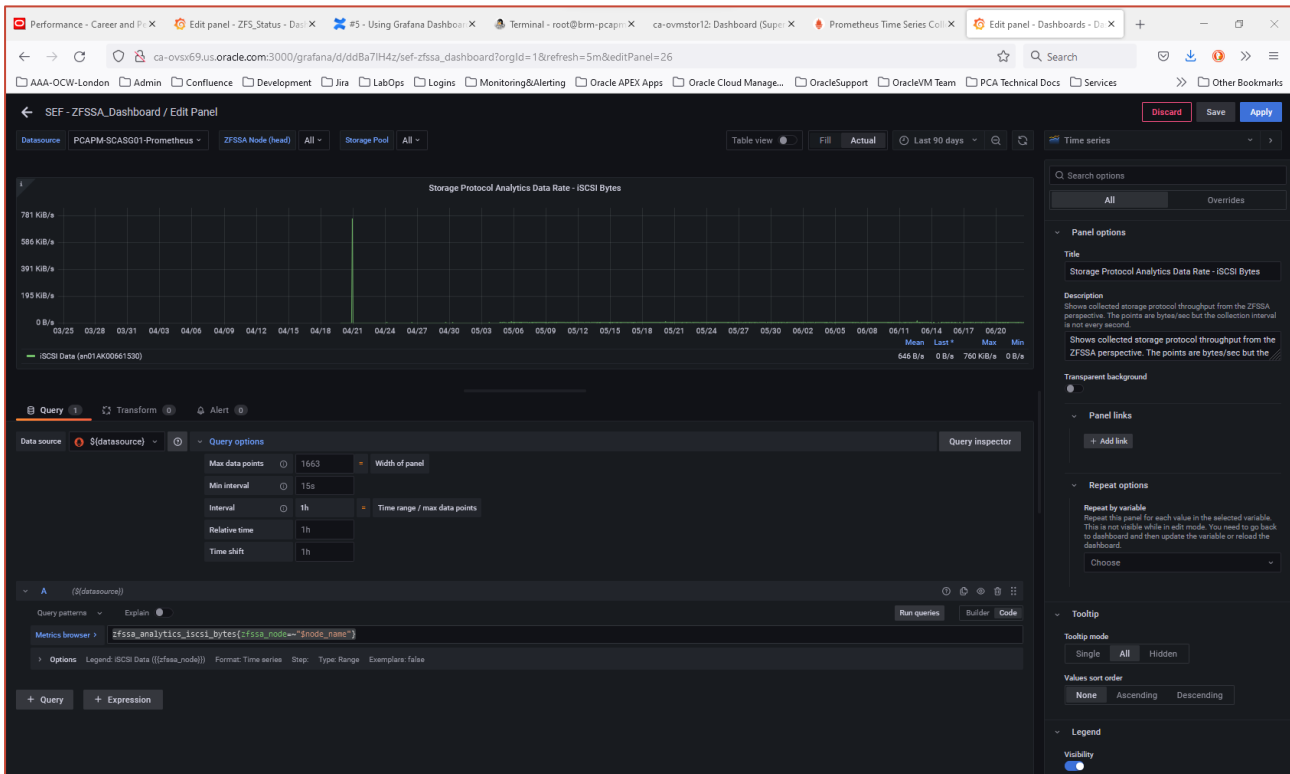 Performance - Career and Pe
Edit panel - ZFS_Status - Das
#5 - Using Grafana Dashboar
Terminal - root@brm-pcapm
ca-ovmstor12: Dashboard (Super
Prometheus Time Series Coll
Edit panel - Dashboards - Da
ca-ovsx69.us.oracle.com:3000/grafana/d/ddBa7IH4z/sef-zfssa_dashboard?orgId=1&refresh=5m&editPanel=26
Search
AAA-OCW-London Admin Confluence Development Jira LabOps Logins Monitoring&Alerting Oracle APEX Apps Oracle Cloud Manage... OracleSupport OracleVM Team PCA Technical Docs Services Other Bookmarks
SEF - ZFSSA_Dashboard / Edit Panel
Discard Save Apply
Datasource PCAPM-SCASG01-Prometheus ZFSSA Node (head) All Storage Pool All
Table view Fill Actual Last 90 days
Time series
Storage Protocol Analytics Data Rate - iSCSI Bytes
781 KiB/s
586 KiB/s
391 KiB/s
195 KiB/s
0 B/s
03/25 03/28 03/31 04/03 04/06 04/09 04/12 04/15 04/18 04/21 04/24 04/27 04/30 05/03 05/06 05/09 05/12 05/15 05/18 05/21 05/24 05/27 05/30 06/02 06/05 06/08 06/11 06/14 06/17 06/20
Mean Last * Max Min
iSCSI Data (sn01AK00661530) 646 B/s 0 B/s 760 KiB/s 0 B/s
Query 1 Transform 0 Alert 0
Data source ${datasource} Query options Query inspector
Max data points 1663 = Width of panel
Min interval 15s
Interval 1h = Time range / max data points
Relative time 1h
Time shift 1h
A (${datasource})
Query patterns Explain Run queries Builder Code
Metrics browser > zfssa_analytics_iscsi_bytes{zfssa_node=~"$node_name"}
> Options Legend: iSCSI Data ({{zfssa_node}}) Format: Time series Step: Type: Range Exemplars: false
+ Query + Expression
Search options
All Overrides
Panel options
Title
Storage Protocol Analytics Data Rate - iSCSI Bytes
Description
Shows collected storage protocol throughput from the ZFSSA
perspective. The points are bytes/sec but the collection interval
is not every second.
Shows collected storage protocol throughput from the
ZFSSA perspective. The points are bytes/sec but the
Transparent background
Panel links
+ Add link
Repeat options
Repeat by variable
Repeat this panel for each value in the selected variable.
This is not visible while in edit mode. You need to go back
to dashboard and then update the variable or reload the
dashboard.
Choose
Tooltip
Tooltip mode
Single All Hidden
Values sort order
None Ascending Descending
Legend
Visibility